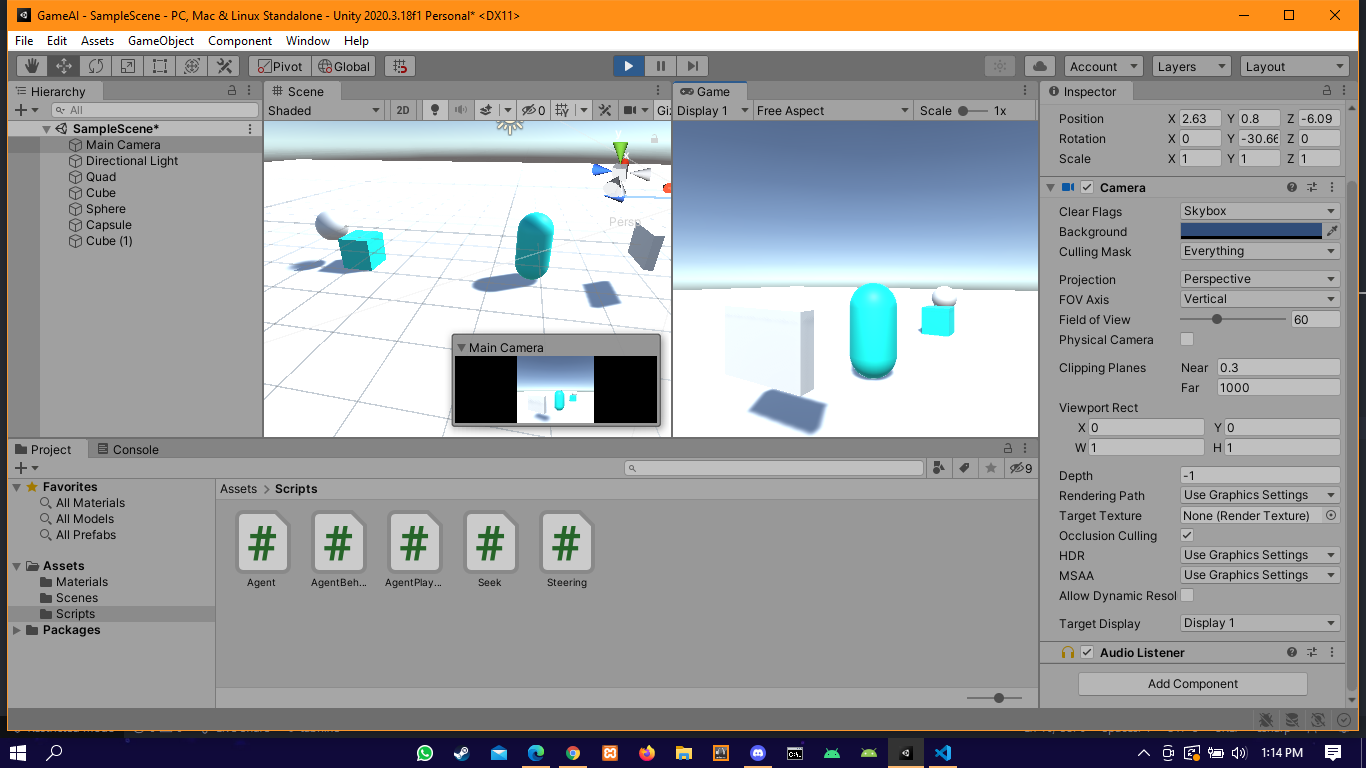 GameAI - SampleScene - PC, Mac & Linux Standalone - Unity 2020.3.18f1 Personal* <DX11>
File Edit Assets GameObject Component Window Help
Pivot Global Account Layers Layout
Hierarchy
All
SampleScene*
Main Camera
Directional Light
Quad
Cube
Sphere
Capsule
Cube (1)
Scene
Shaded 2D 0 Giz
Persp
Main Camera
Game
Display 1 Free Aspect Scale 1x
Inspector
Position X 2.63 Y 0.8 Z -6.09
Rotation X 0 Y -30.66 Z 0
Scale X 1 Y 1 Z 1
Camera
Clear Flags Skybox
Background
Culling Mask Everything
Projection Perspective
FOV Axis Vertical
Field of View 60
Physical Camera
Clipping Planes Near 0.3
Far 1000
Viewport Rect
X 0 Y 0
W 1 H 1
Depth -1
Rendering Path Use Graphics Settings
Target Texture None (Render Texture)
Occlusion Culling
HDR Use Graphics Settings
MSAA Use Graphics Settings
Allow Dynamic Resol
Target Display Display 1
Audio Listener
Add Component
Project Console
9
Favorites
All Materials
All Models
All Prefabs
Assets
Materials
Scenes
Scripts
Packages
Assets > Scripts
Agent AgentBeh... AgentPlay... Seek Steering
1:14 PM